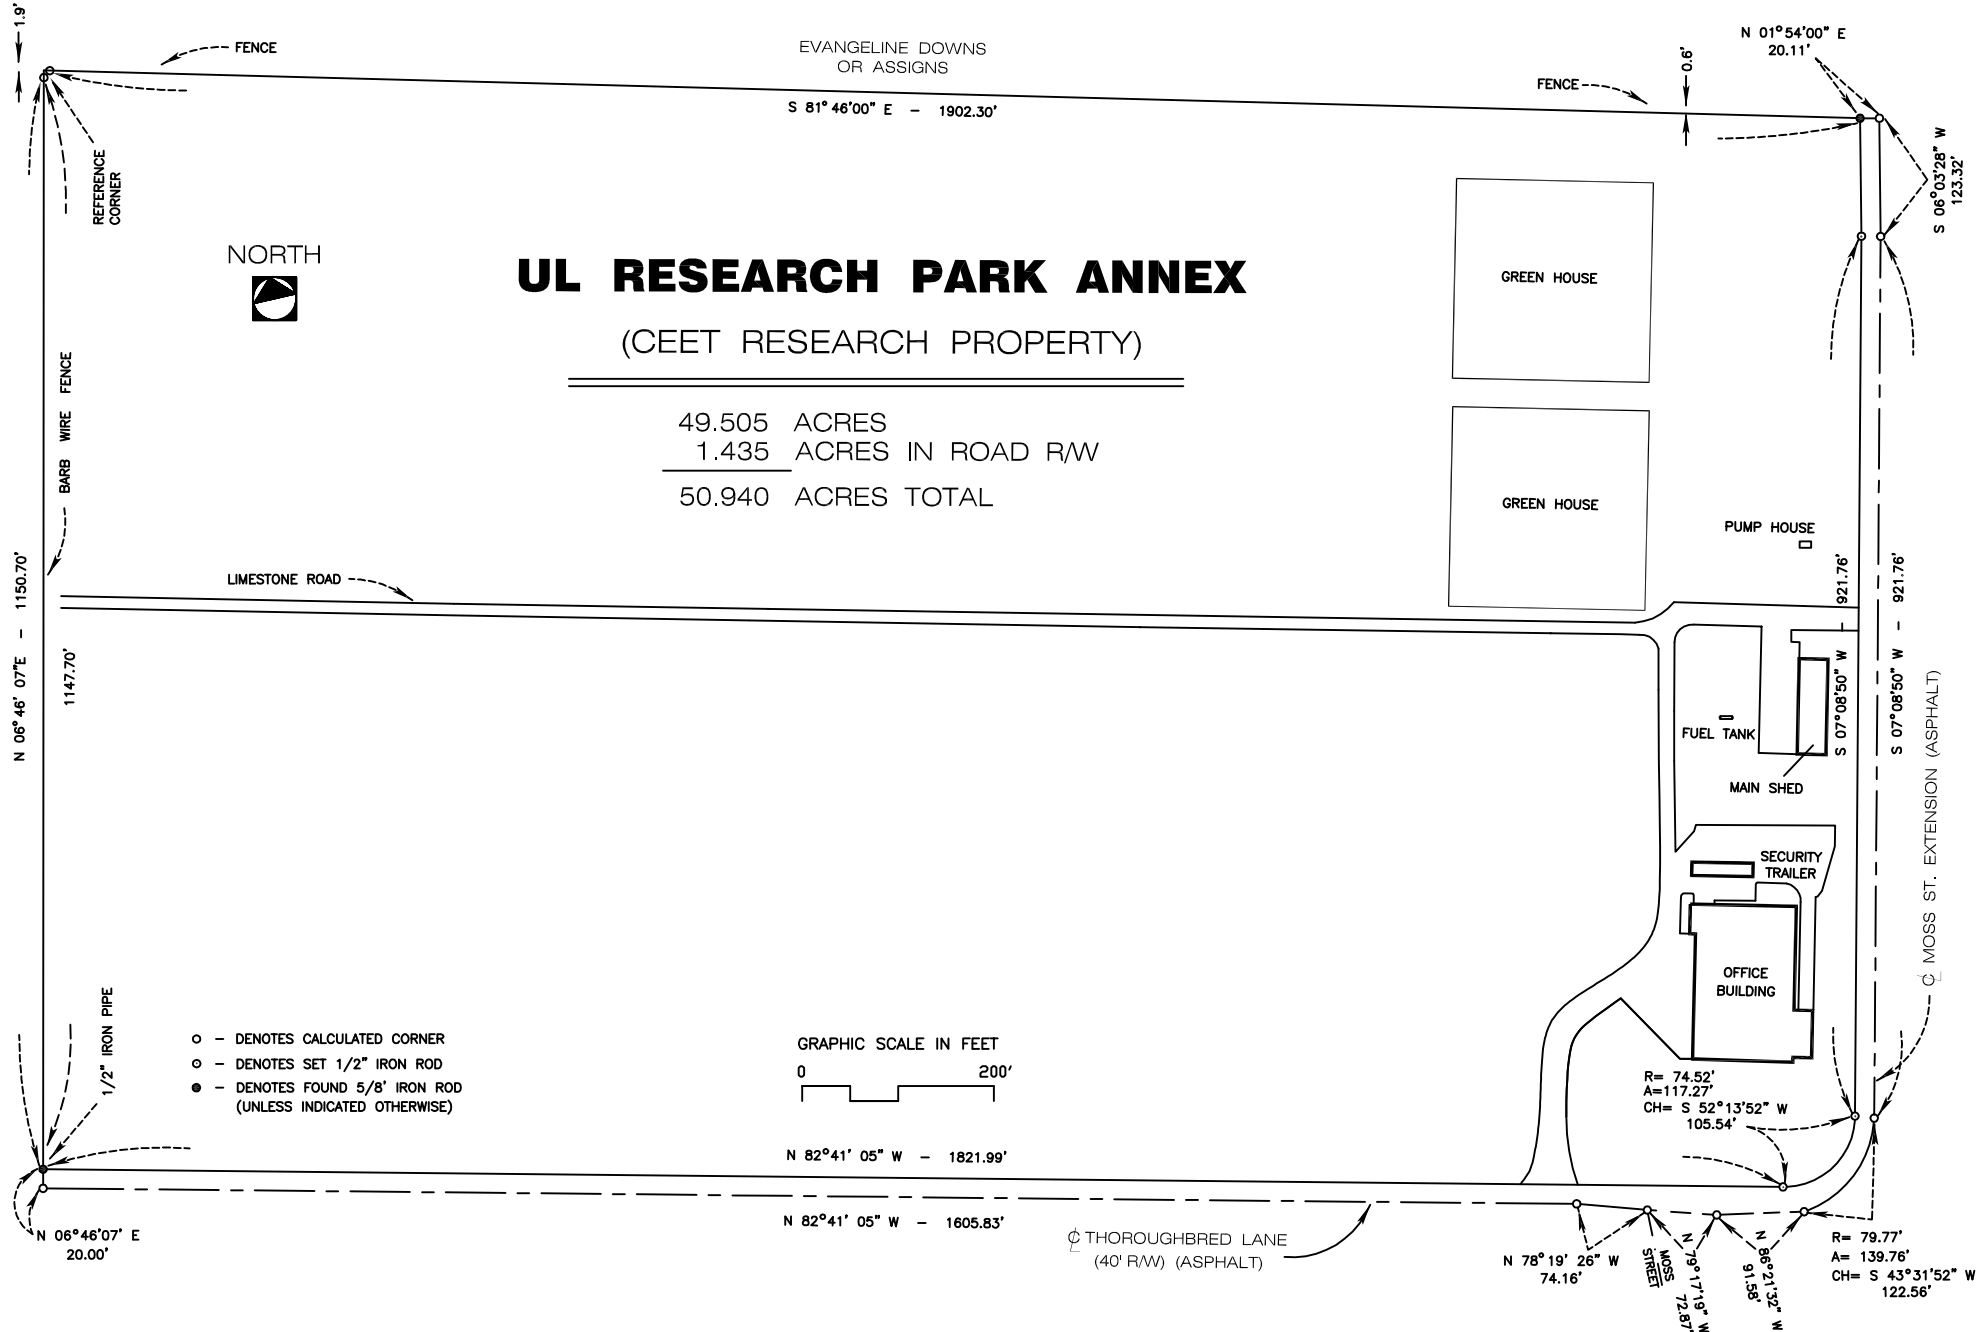 1.9'
FENCE
EVANGELINE DOWNS
OR ASSIGNS
S 81°46'00" E - 1902.30'
FENCE
0.6'
N 01°54'00" E
20.11'
S 06°03'28" W
123.32'
REFERENCE
CORNER
NORTH
UL RESEARCH PARK ANNEX
(CEET RESEARCH PROPERTY)
49.505 ACRES
1.435 ACRES IN ROAD R/W
50.940 ACRES TOTAL
GREEN HOUSE
GREEN HOUSE
PUMP HOUSE
BARB WIRE FENCE
N 06°46' 07"E - 1150.70'
1147.70'
LIMESTONE ROAD
S 07°08'50" W - 921.76'
S 07°08'50" W - 921.76'
FUEL TANK
MAIN SHED
SECURITY
TRAILER
OFFICE
BUILDING
℄ MOSS ST. EXTENSION (ASPHALT)
1/2" IRON PIPE
- DENOTES CALCULATED CORNER
- DENOTES SET 1/2" IRON ROD
- DENOTES FOUND 5/8' IRON ROD
(UNLESS INDICATED OTHERWISE)
GRAPHIC SCALE IN FEET
0 200'
R= 74.52'
A=117.27'
CH= S 52°13'52" W
105.54'
N 82°41' 05" W - 1821.99'
N 82°41' 05" W - 1605.83'
N 06°46'07' E
20.00'
℄ THOROUGHBRED LANE
(40' R/W) (ASPHALT)
N 78°19' 26" W
74.16'
MOSS
STREET
N 79°17'19" W
72.87'
N 86°21'32" W
91.58'
R= 79.77'
A= 139.76'
CH= S 43°31'52" W
122.56'